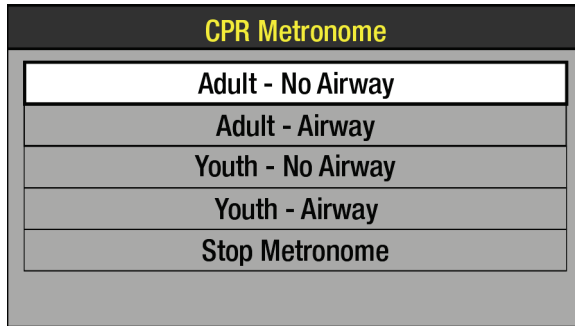 CPR Metronome
Adult - No Airway
Adult - Airway
Youth - No Airway
Youth - Airway
Stop Metronome